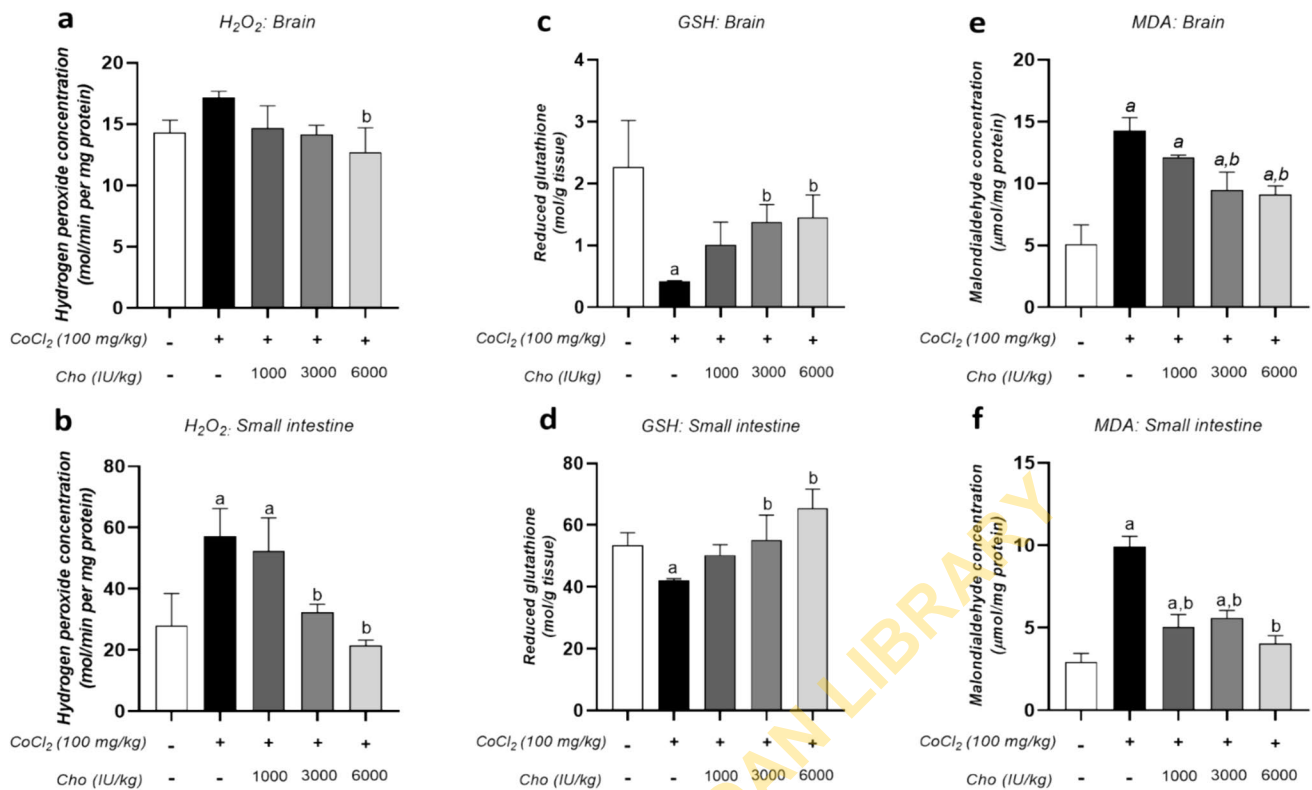 a
H2O2: Brain
Hydrogen peroxide concentration
(mol/min per mg protein)
20
15
10
5
0
b
CoCl2 (100 mg/kg) - + + + +
Cho (IU/kg) - - 1000 3000 6000
c
GSH: Brain
Reduced glutathione
(mol/g tissue)
4
3
2
1
0
a
b
b
CoCl2 (100 mg/kg) - + + + +
Cho (IUkg) - - 1000 3000 6000
e
MDA: Brain
Malondialdehyde concentration
(µmol/mg protein)
20
15
10
5
0
a
a
a,b
a,b
CoCl2 (100 mg/kg) - + + + +
Cho (IU/kg) - - 1000 3000 6000
b
H2O2: Small intestine
Hydrogen peroxide concentration
(mol/min per mg protein)
80
60
40
20
0
a
a
b
b
CoCl2 (100 mg/kg) - + + + +
Cho (IU/kg) - - 1000 3000 6000
d
GSH: Small intestine
Reduced glutathione
(mol/g tissue)
80
60
40
20
0
a
b
b
CoCl2 (100 mg/kg) - + + + +
Cho (IU/kg) - - 1000 3000 6000
f
MDA: Small intestine
Malondialdehyde concentration
(µmol/mg protein)
15
10
5
0
a
a,b
a,b
b
CoCl2 (100 mg/kg) - + + + +
Cho (IU/kg) - - 1000 3000 6000
LIBRARY